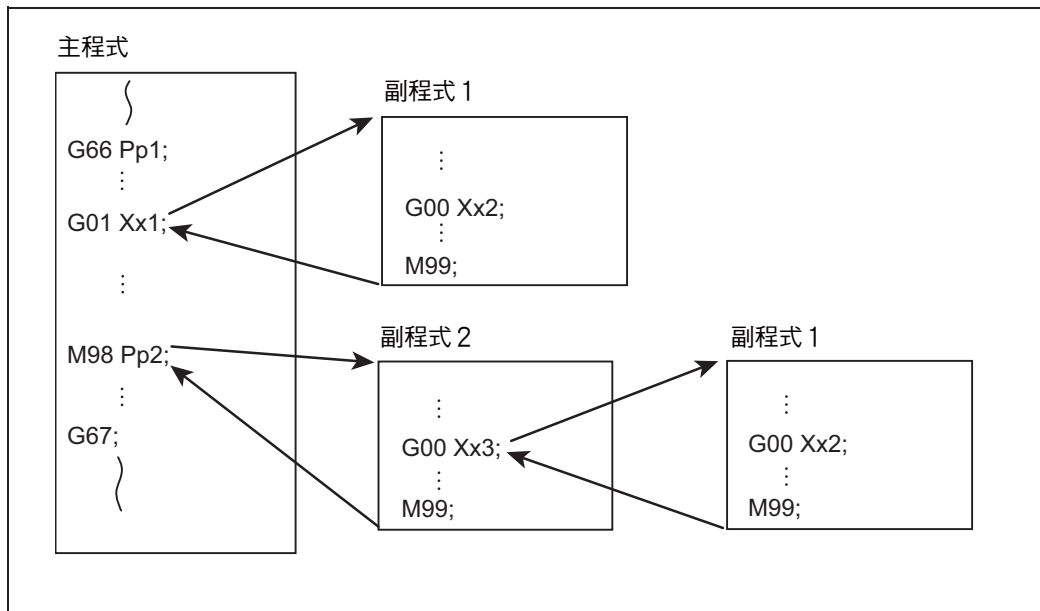 主程式
G66 Pp1;
⋮
G01 Xx1;
⋮
M98 Pp2;
⋮
G67;
副程式 1
⋮
G00 Xx2;
⋮
M99;
副程式 2
⋮
G00 Xx3;
⋮
M99;
副程式 1
⋮
G00 Xx2;
⋮
M99;